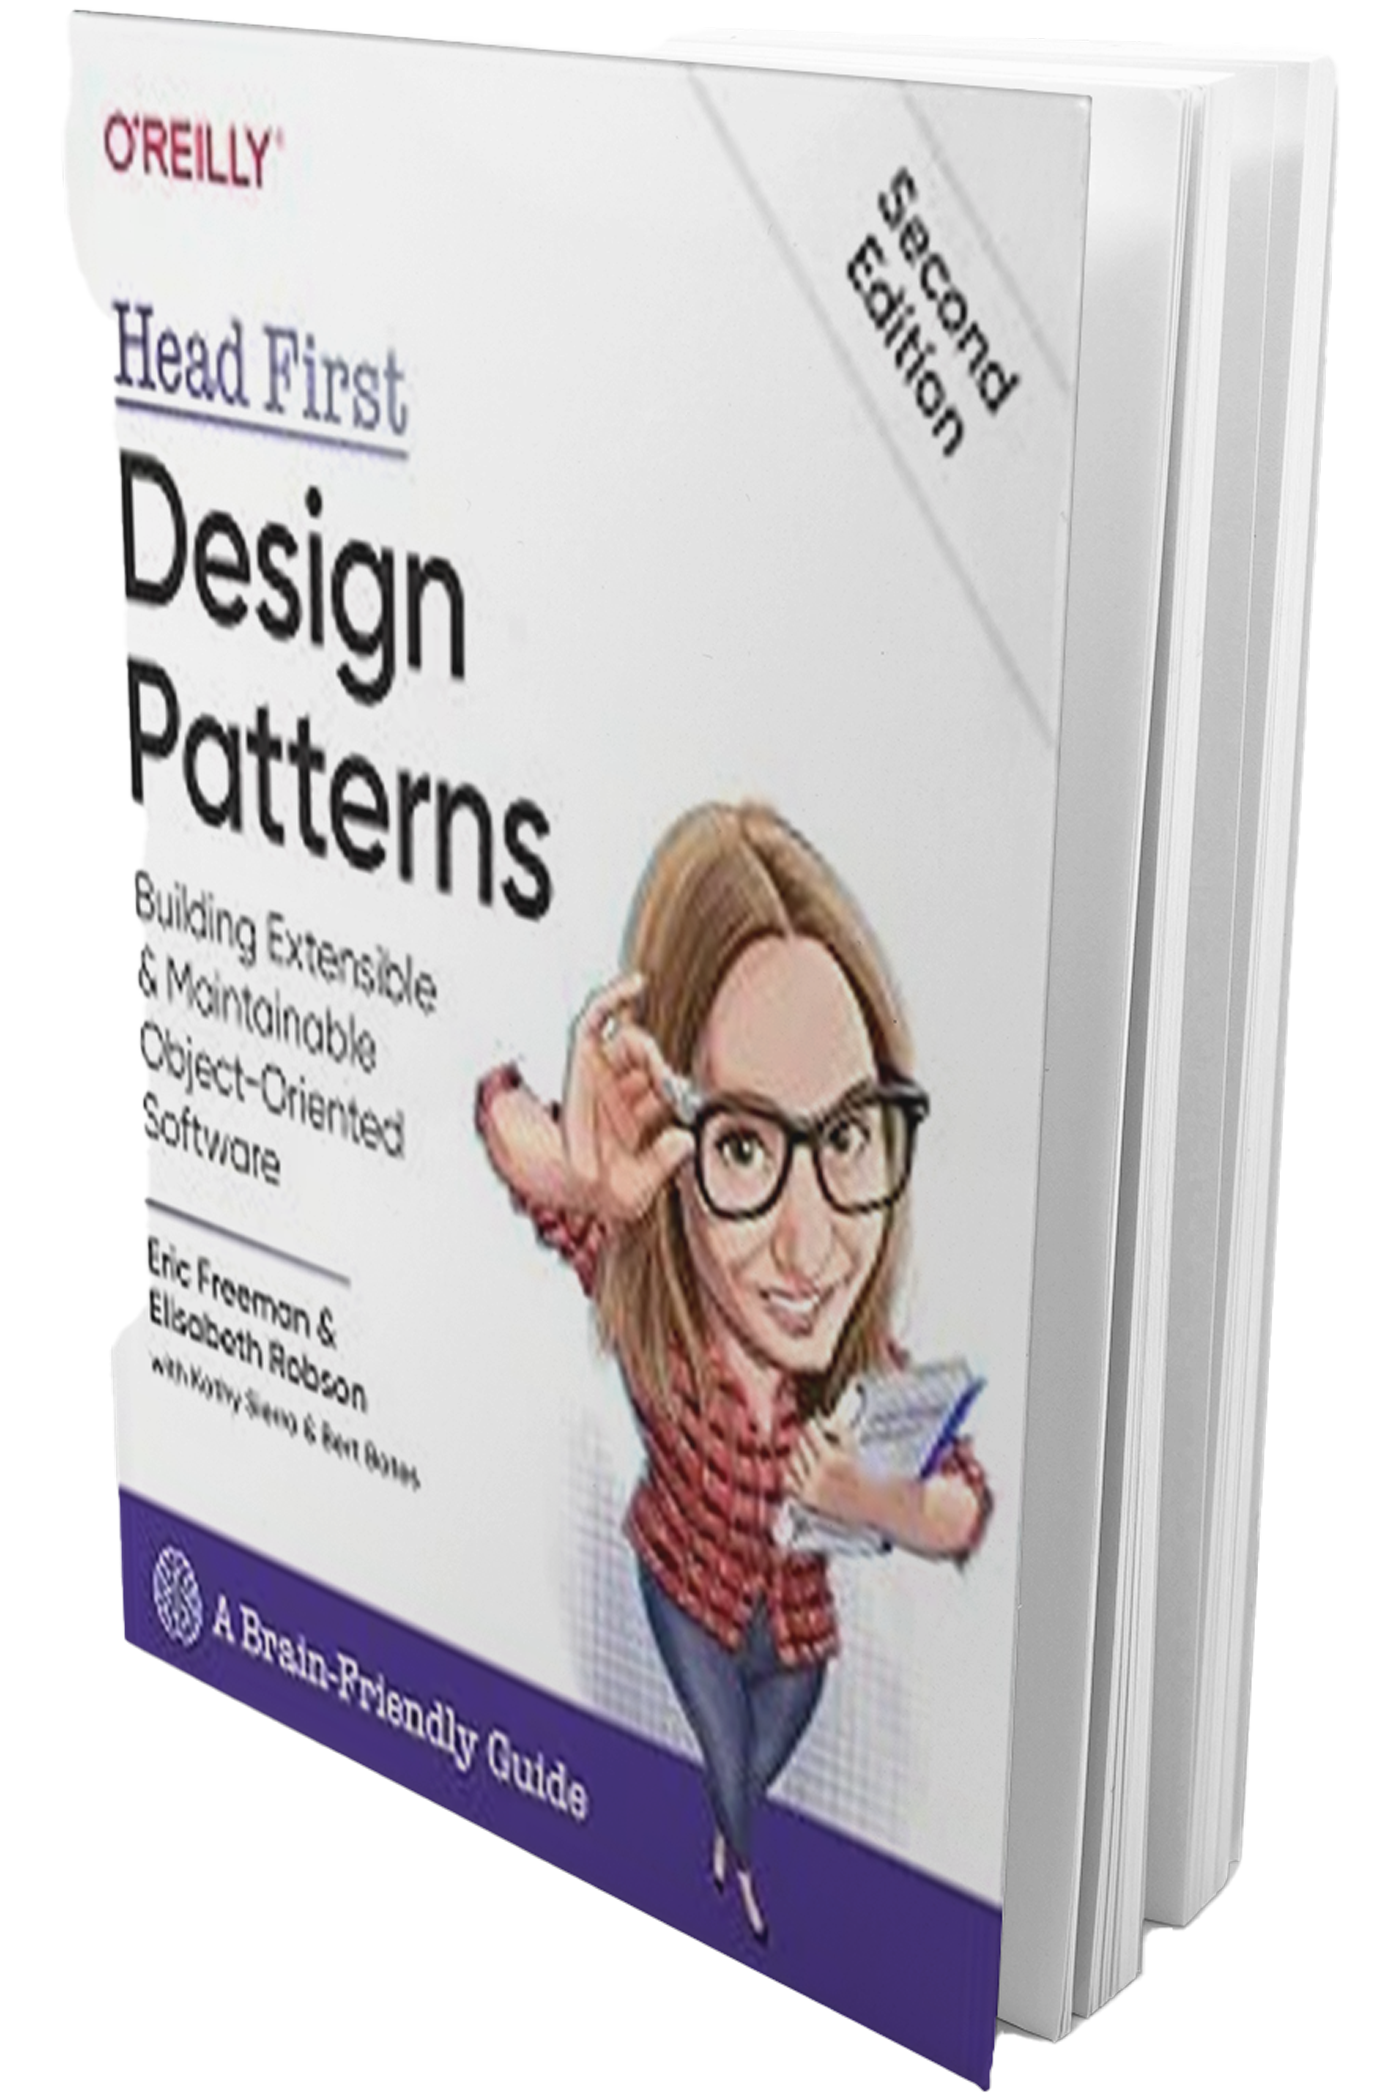 O'REILLY®
Second
Edition
Head First
Design
Patterns
Building Extensible
& Maintainable
Object-Oriented
Software
Eric Freeman &
Elisabeth Robson
with Kathy Sierra & Bert Bates
A Brain-Friendly Guide